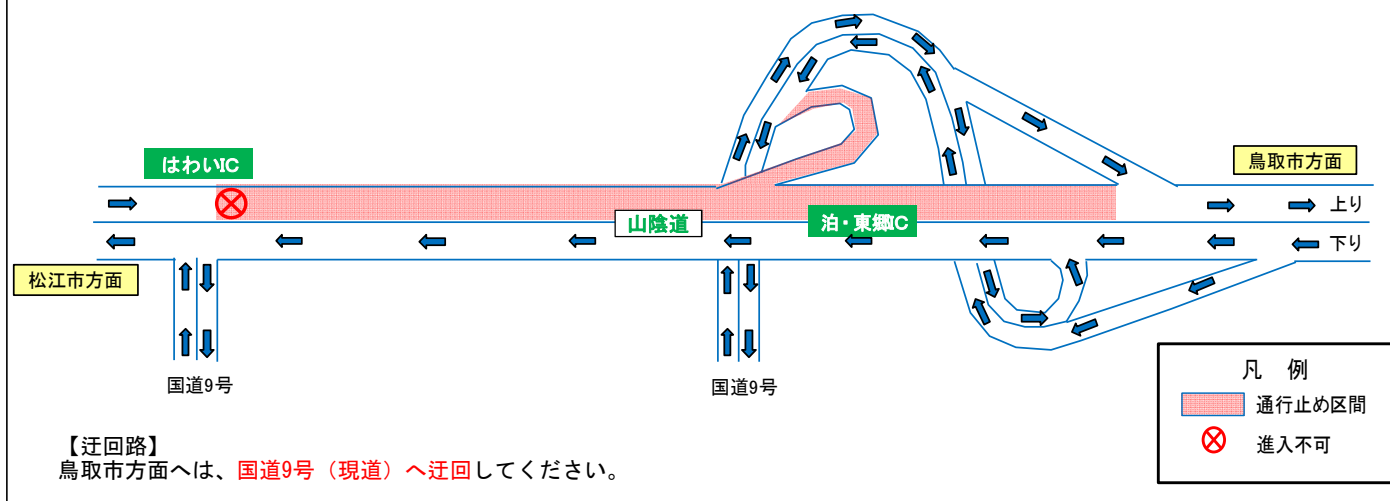 はわいIC
鳥取市方面
上り
山陰道
泊・東郷IC
下り
松江市方面
国道9号
国道9号
凡 例
通行止め区間
進入不可
【迂回路】
鳥取市方面へは、国道9号（現道）へ迂回してください。